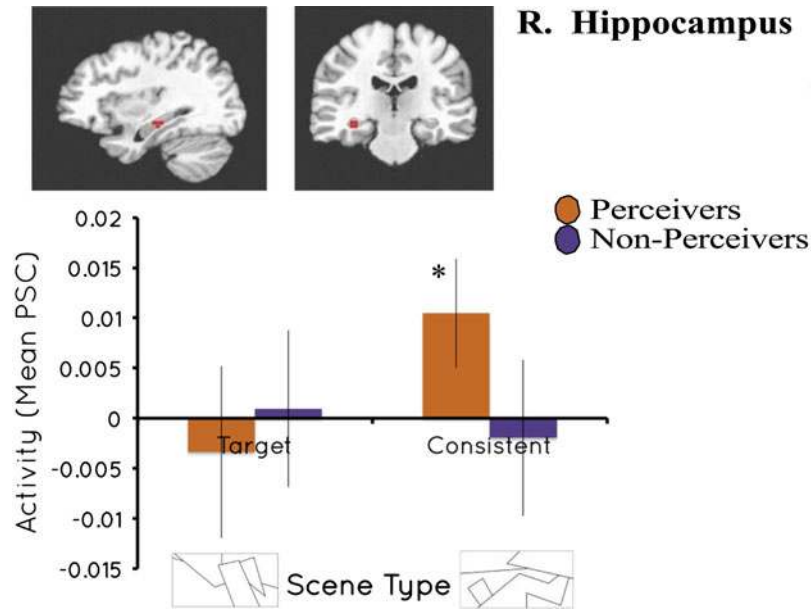 R. Hippocampus
Perceivers
Non-Perceivers
Activity (Mean PSC)
0.02
0.015
0.01
0.005
0
-0.005
-0.01
-0.015
*
Target
Consistent
Scene Type